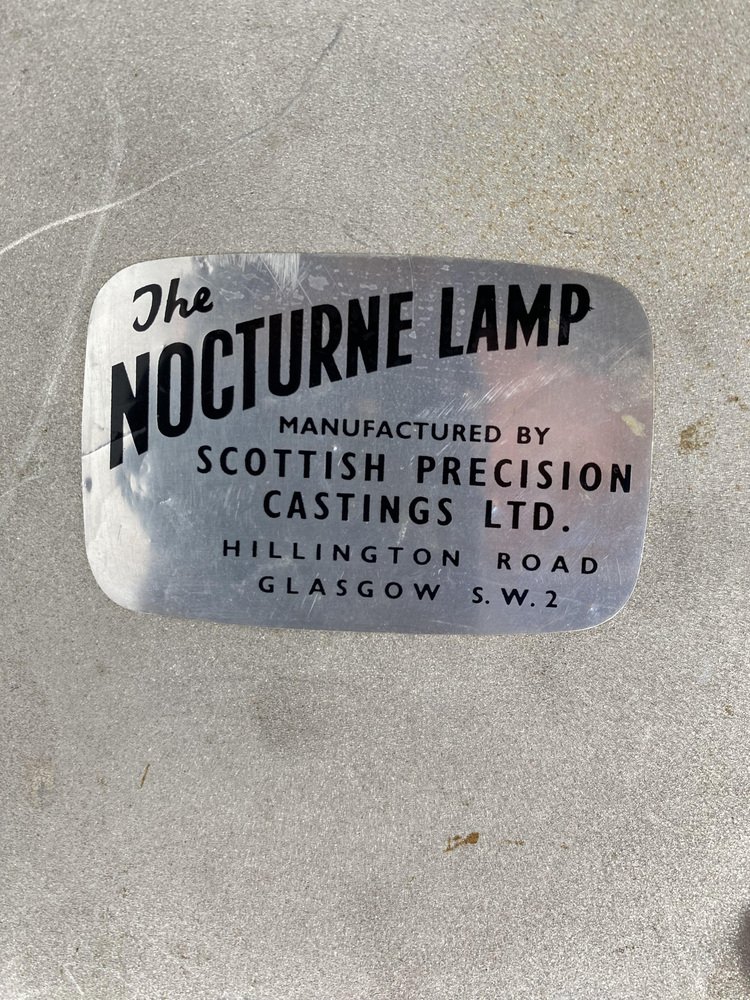 The
NOCTURNE LAMP
MANUFACTURED BY
SCOTTISH PRECISION
CASTINGS LTD.
HILLINGTON ROAD
GLASGOW S.W.2